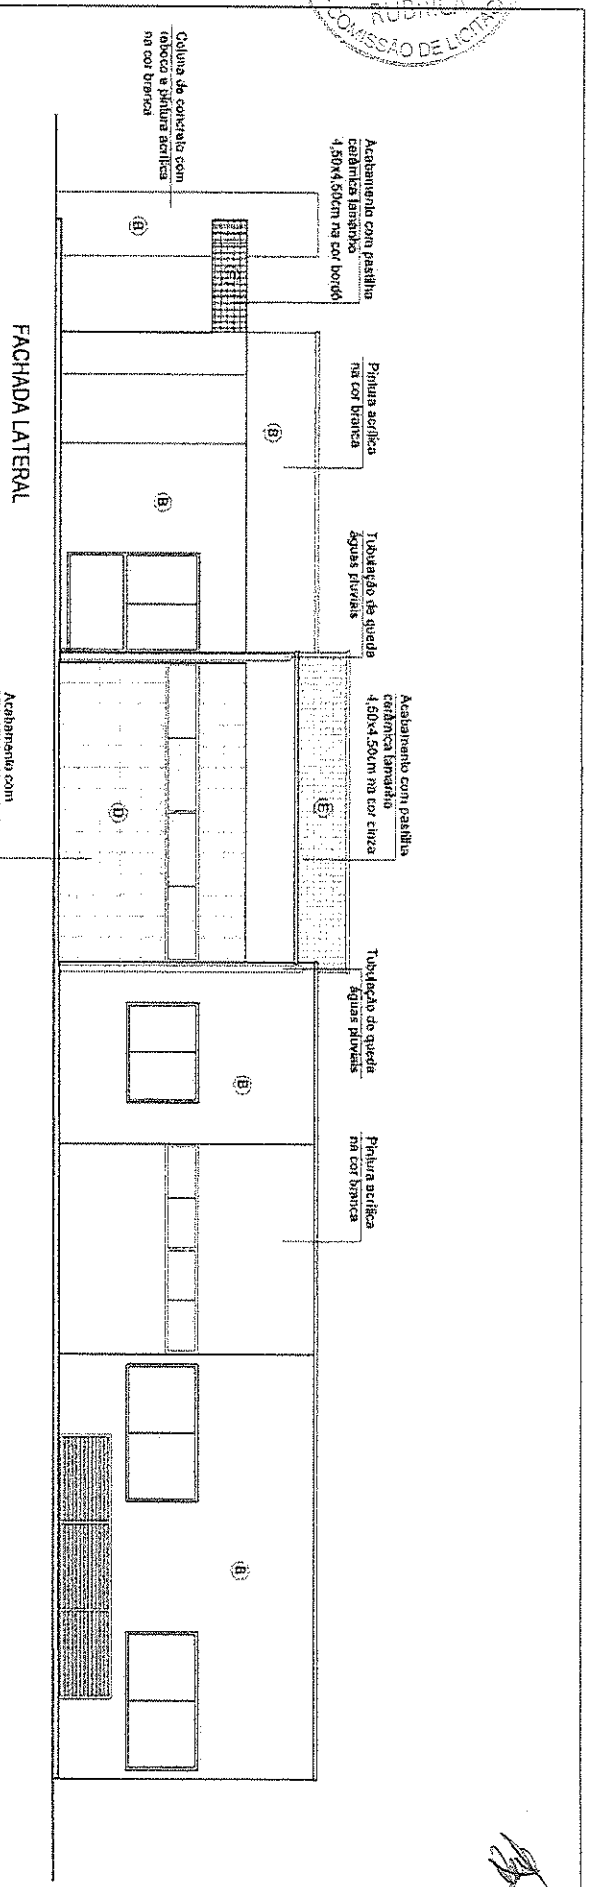 RUBRICA
COMISSÃO DE LICITAÇÃO
Coluna de concreto com
reboco e pintura acrílica
na cor branca
Acabamento com pastilha
cerâmica tamanho
4,50x4,50cm na cor bordô
Pintura acrílica
na cor branca
Tubulação de queda
águas pluviais
Acabamento com pastilha
cerâmica tamanho
4,50x4,50cm na cor cinza
Tubulação de queda
águas pluviais
Pintura acrílica
na cor branca
B
C
B
B
E
D
B
B
FACHADA LATERAL
Acabamento com